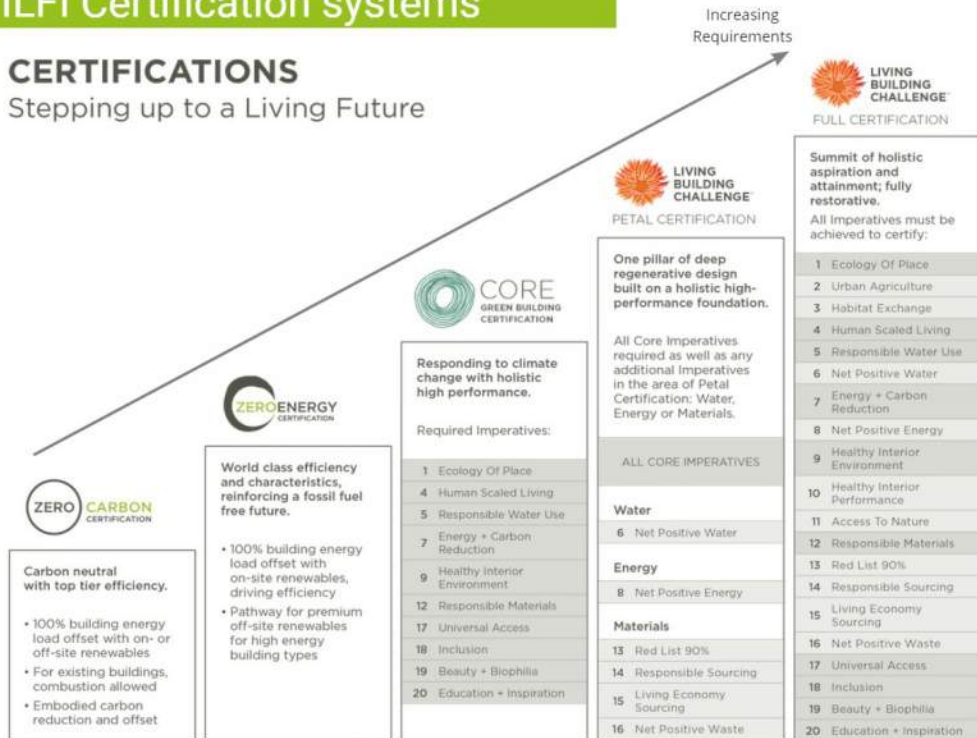 ILFI Certification systems
Increasing
Requirements
CERTIFICATIONS
Stepping up to a Living Future
ZERO CARBON
CERTIFICATION
Carbon neutral
with top tier efficiency.
• 100% building energy
load offset with on- or
off-site renewables
• For existing buildings,
combustion allowed
• Embodied carbon
reduction and offset
ZEROENERGY
CERTIFICATION
World class efficiency
and characteristics,
reinforcing a fossil fuel
free future.
• 100% building energy
load offset with
on-site renewables,
driving efficiency
• Pathway for premium
off-site renewables
for high energy
building types
CORE
GREEN BUILDING
CERTIFICATION
Responding to climate
change with holistic
high performance.
Required Imperatives:
1 Ecology Of Place
4 Human Scaled Living
5 Responsible Water Use
7 Energy + Carbon
Reduction
9 Healthy Interior
Environment
12 Responsible Materials
17 Universal Access
18 Inclusion
19 Beauty + Biophilia
20 Education + Inspiration
LIVING
BUILDING
CHALLENGE
PETAL CERTIFICATION
One pillar of deep
regenerative design
built on a holistic high-
performance foundation.
All Core Imperatives
required as well as any
additional Imperatives
in the area of Petal
Certification: Water,
Energy or Materials.
ALL CORE IMPERATIVES
Water
6 Net Positive Water
Energy
8 Net Positive Energy
Materials
13 Red List 90%
14 Responsible Sourcing
15 Living Economy
Sourcing
16 Net Positive Waste
LIVING
BUILDING
CHALLENGE
FULL CERTIFICATION
Summit of holistic
aspiration and
attainment; fully
restorative.
All Imperatives must be
achieved to certify:
1 Ecology Of Place
2 Urban Agriculture
3 Habitat Exchange
4 Human Scaled Living
5 Responsible Water Use
6 Net Positive Water
7 Energy + Carbon
Reduction
8 Net Positive Energy
9 Healthy Interior
Environment
10 Healthy Interior
Performance
11 Access To Nature
12 Responsible Materials
13 Red List 90%
14 Responsible Sourcing
15 Living Economy
Sourcing
16 Net Positive Waste
17 Universal Access
18 Inclusion
19 Beauty + Biophilia
20 Education + Inspiration